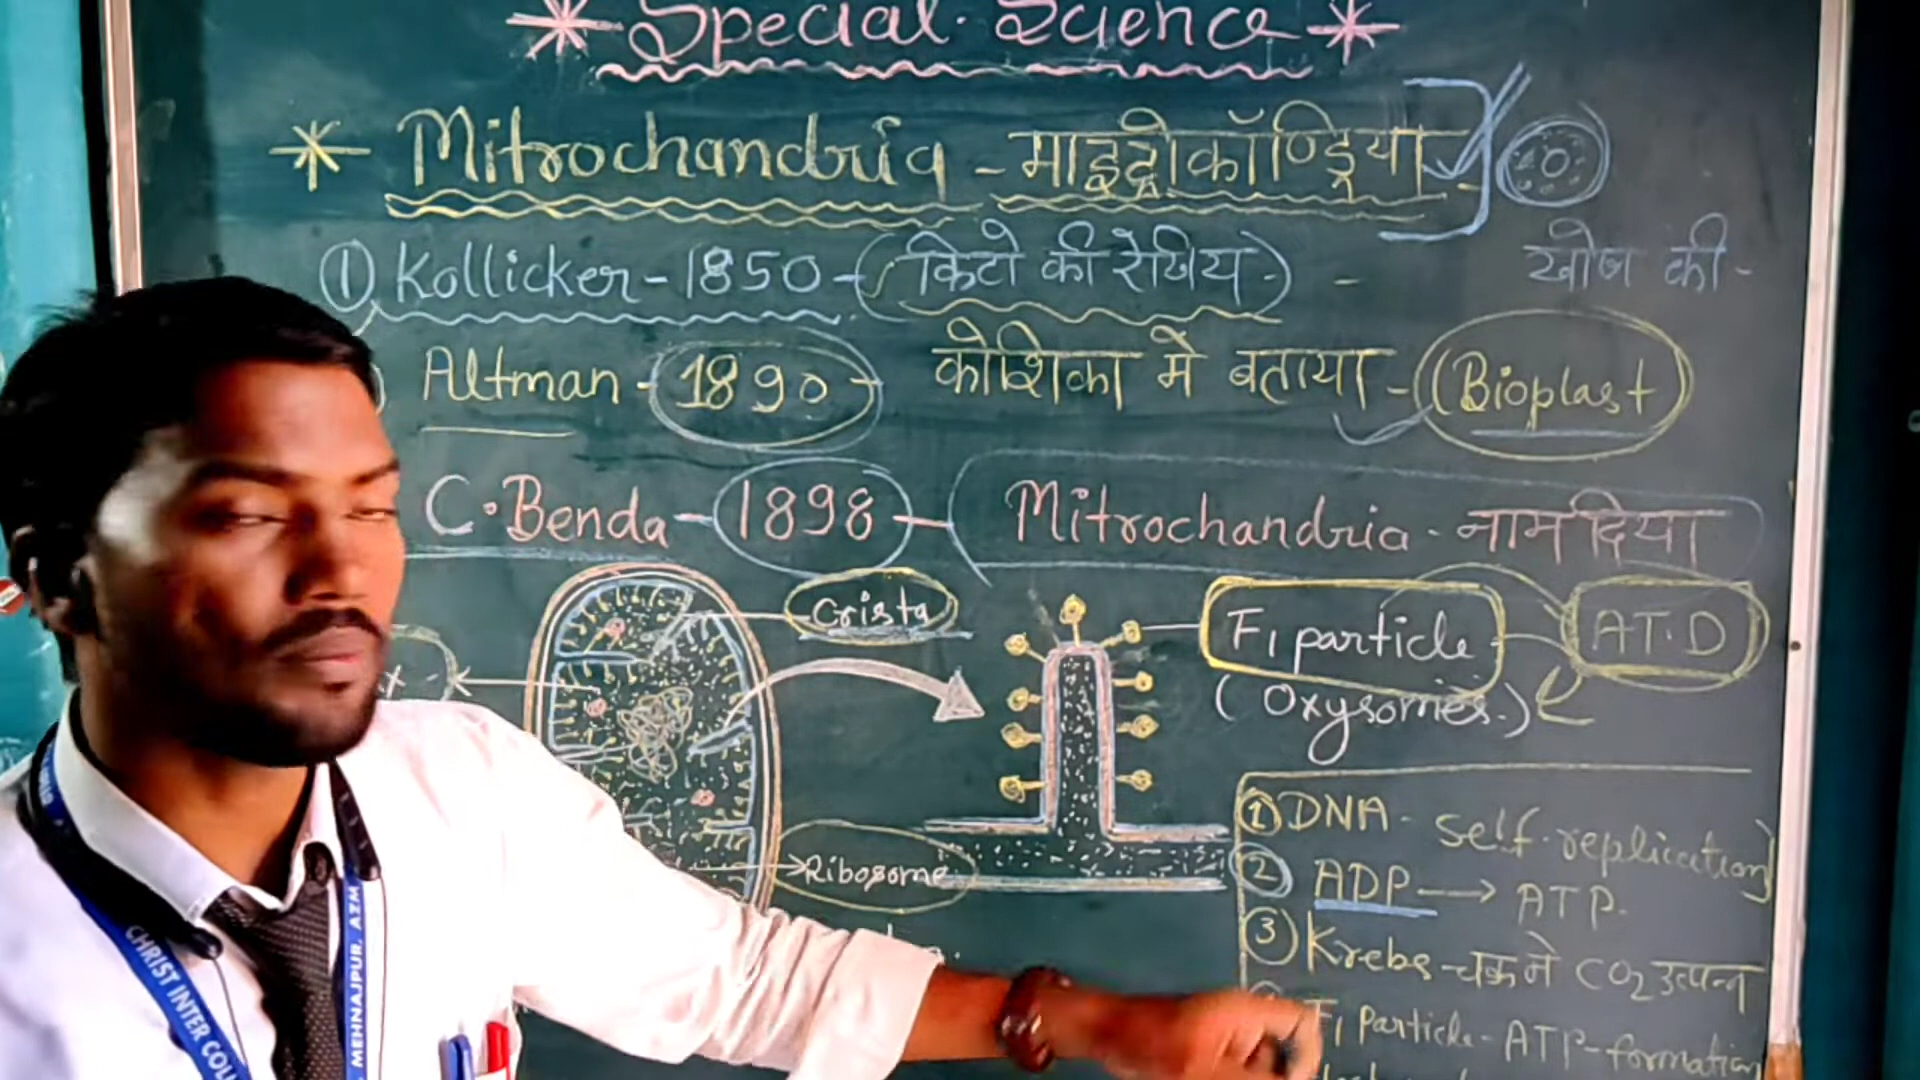 Special. Science
Mitrochandria - माइट्रोकॉण्ड्रिया
① Kollicker - 1850 - (किटो की रेखिय.) - खोज की -
Altman - 1890 - कोशिका में बताया - (Bioplast
C. Benda - 1898 - Mitrochandria - नाम दिया
Crista
F1 particle
AT.D
(Oxysomes.)
x -
Ribosome
① DNA - self-replication
② ADP → ATP.
③ Krebs - चक्र में CO2 उत्पन्न
F1 Particle - ATP-formation
CHRIST INTER COLL
MEHNAJPUR, AZM